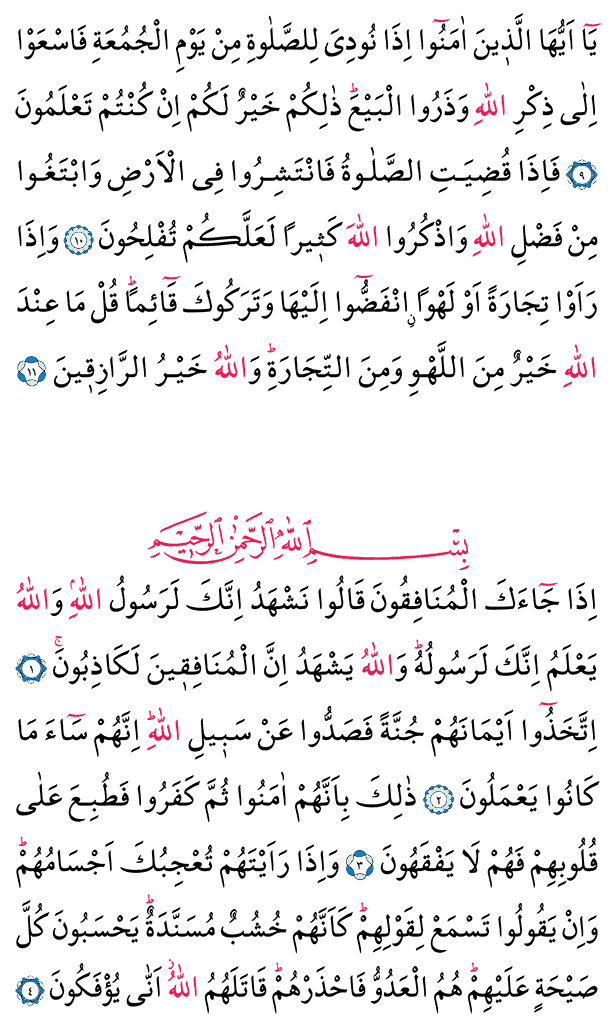 يَٓا اَيُّهَا الَّذ۪ينَ اٰمَنُٓوا اِذَا نُودِىَ لِلصَّلٰوةِ مِنْ يَوْمِ الْجُمُعَةِ فَاسْعَوْا
اِلٰى ذِكْرِ اللّٰهِ وَذَرُوا الْبَيْعَۜ ذٰلِكُمْ خَيْرٌ لَكُمْ اِنْ كُنْتُمْ تَعْلَمُونَ
﴿٩﴾ فَاِذَا قُضِيَتِ الصَّلٰوةُ فَانْتَشِرُوا فِى الْاَرْضِ وَابْتَغُوا
مِنْ فَضْلِ اللّٰهِ وَاذْكُرُوا اللّٰهَ كَث۪يرًا لَعَلَّكُمْ تُفْلِحُونَ ﴿١٠﴾ وَاِذَا
رَاَوْا تِجَارَةً اَوْ لَهْوًاۨ انْفَضُّٓوا اِلَيْهَا وَتَرَكُوكَ قَٓائِمًاۜ قُلْ مَا عِنْدَ
اللّٰهِ خَيْرٌ مِنَ اللَّهْوِ وَمِنَ التِّجَارَةِۜ وَاللّٰهُ خَيْرُ الرَّازِق۪ينَ ﴿١١﴾
بِسْمِ اللّٰهِ الرَّحْمٰنِ الرَّحِيمِ
اِذَا جَٓاءَكَ الْمُنَافِقُونَ قَالُوا نَشْهَدُ اِنَّكَ لَرَسُولُ اللّٰهِۢ وَاللّٰهُ
يَعْلَمُ اِنَّكَ لَرَسُولُهُۜ وَاللّٰهُ يَشْهَدُ اِنَّ الْمُنَافِق۪ينَ لَكَاذِبُونَۚ ﴿١﴾
اِتَّخَذُٓوا اَيْمَانَهُمْ جُنَّةً فَصَدُّوا عَنْ سَب۪يلِ اللّٰهِۜ اِنَّهُمْ سَٓاءَ مَا
كَانُوا يَعْمَلُونَ ﴿٢﴾ ذٰلِكَ بِاَنَّهُمْ اٰمَنُوا ثُمَّ كَفَرُوا فَطُبِعَ عَلٰى
قُلُوبِهِمْ فَهُمْ لَا يَفْقَهُونَ ﴿٣﴾ وَاِذَا رَاَيْتَهُمْ تُعْجِبُكَ اَجْسَامُهُمْۜ
وَاِنْ يَقُولُوا تَسْمَعْ لِقَوْلِهِمْۜ كَاَنَّهُمْ خُشُبٌ مُسَنَّدَةٌۜ يَحْسَبُونَ كُلَّ
صَيْحَةٍ عَلَيْهِمْۜ هُمُ الْعَدُوُّ فَاحْذَرْهُمْۜ قَاتَلَهُمُ اللّٰهُۘ اَنّٰى يُؤْفَكُونَ ﴿٤﴾